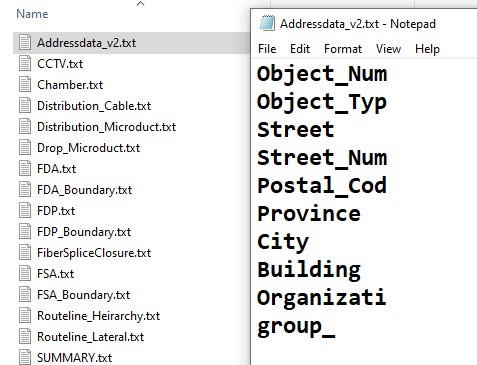 Name
Addressdata_v2.txt
CCTV.txt
Chamber.txt
Distribution_Cable.txt
Distribution_Microduct.txt
Drop_Microduct.txt
FDA.txt
FDA_Boundary.txt
FDP.txt
FDP_Boundary.txt
FiberSpliceClosure.txt
FSA.txt
FSA_Boundary.txt
Routeline_Heirarchy.txt
Routeline_Lateral.txt
SUMMARY.txt
Addressdata_v2.txt - Notepad
File Edit Format View Help
Object_Num
Object_Typ
Street
Street_Num
Postal_Cod
Province
City
Building
Organizati
group_